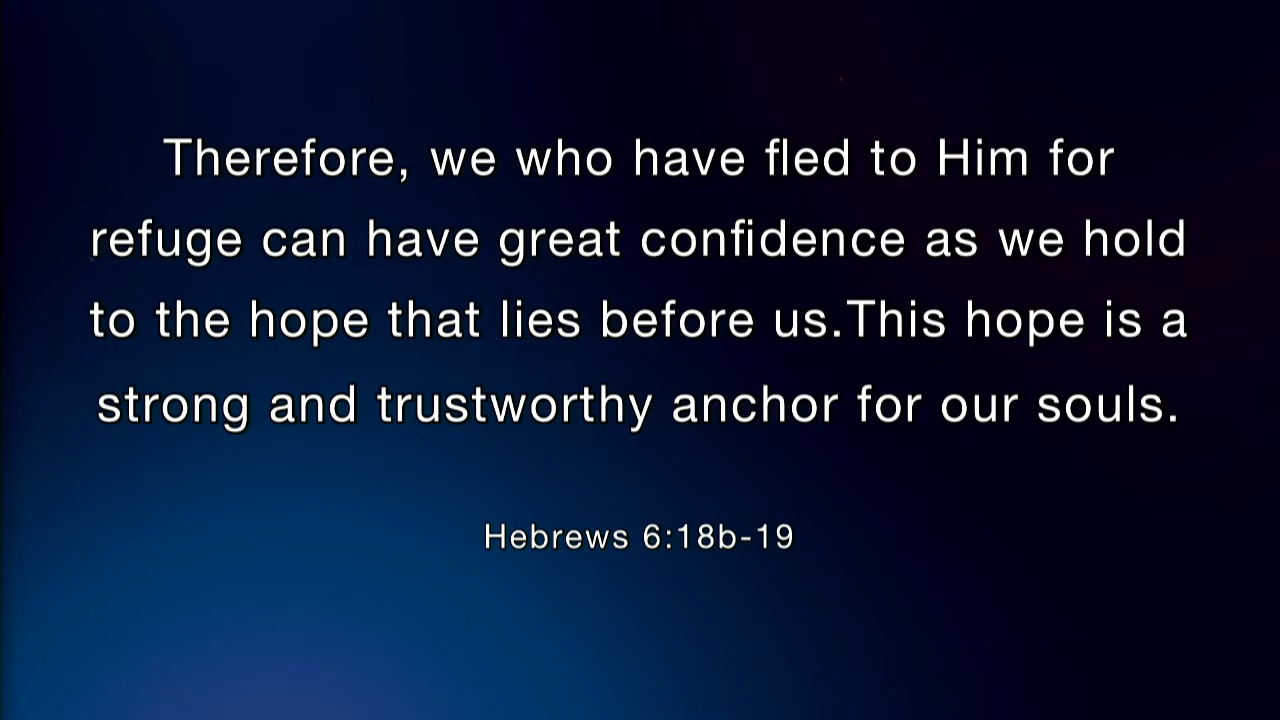 Therefore, we who have fled to Him for
refuge can have great confidence as we hold
to the hope that lies before us.This hope is a
strong and trustworthy anchor for our souls.
Hebrews 6:18b-19